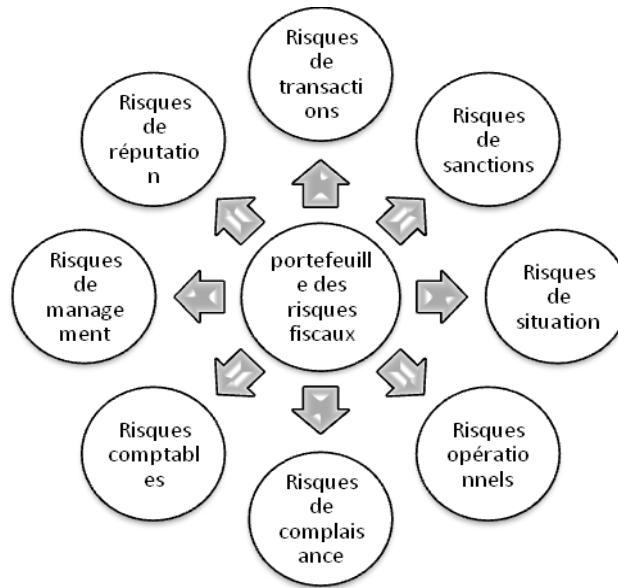 Risques
de
transacti
ons
Risques
de
sanctions
Risques
de
situation
Risques
opératio
nnels
Risques
de
complais
ance
Risques
comptabl
es
Risques
de
manage
ment
Risques
de
réputatio
n
portefeuill
e des
risques
fiscaux